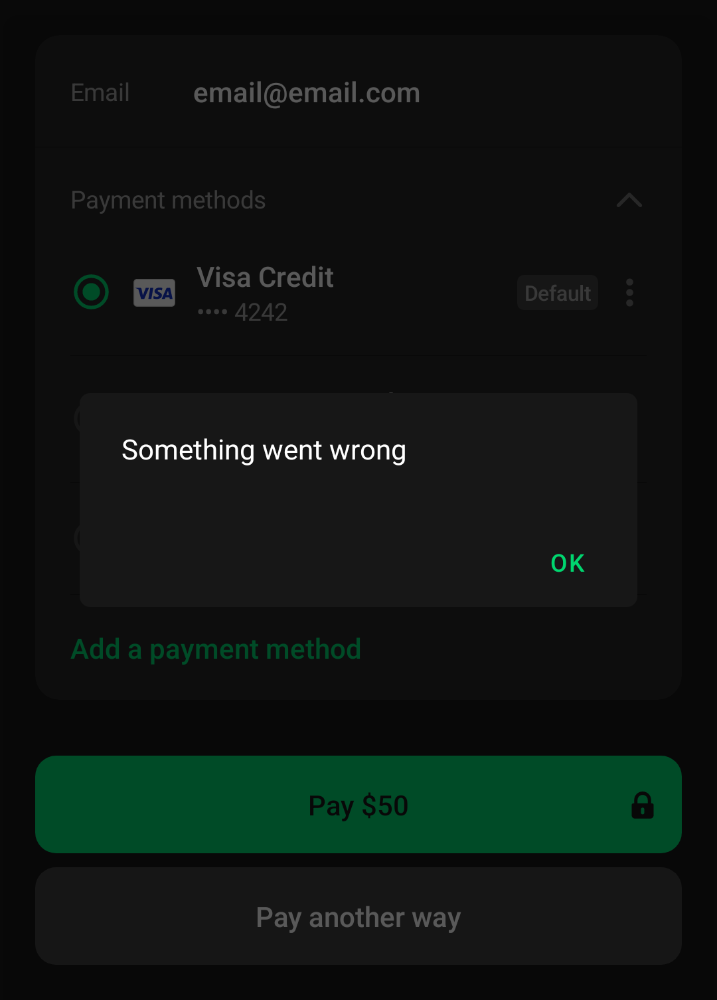 Email email@email.com
Payment methods
VISA Visa Credit Default
•••• 4242
Something went wrong
OK
Add a payment method
Pay $50
Pay another way